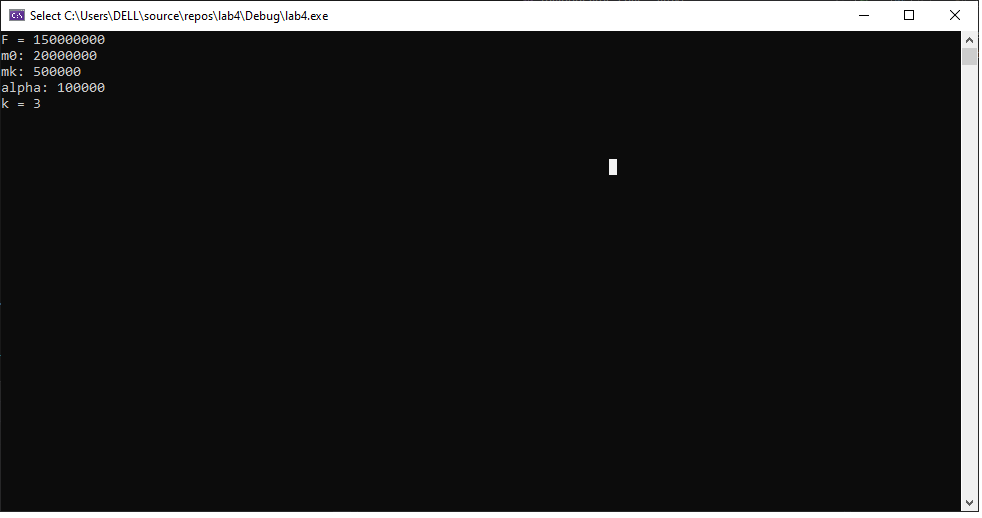 Select C:\Users\DELL\source\repos\lab4\Debug\lab4.exe
F = 150000000
m0: 20000000
mk: 500000
alpha: 100000
k = 3